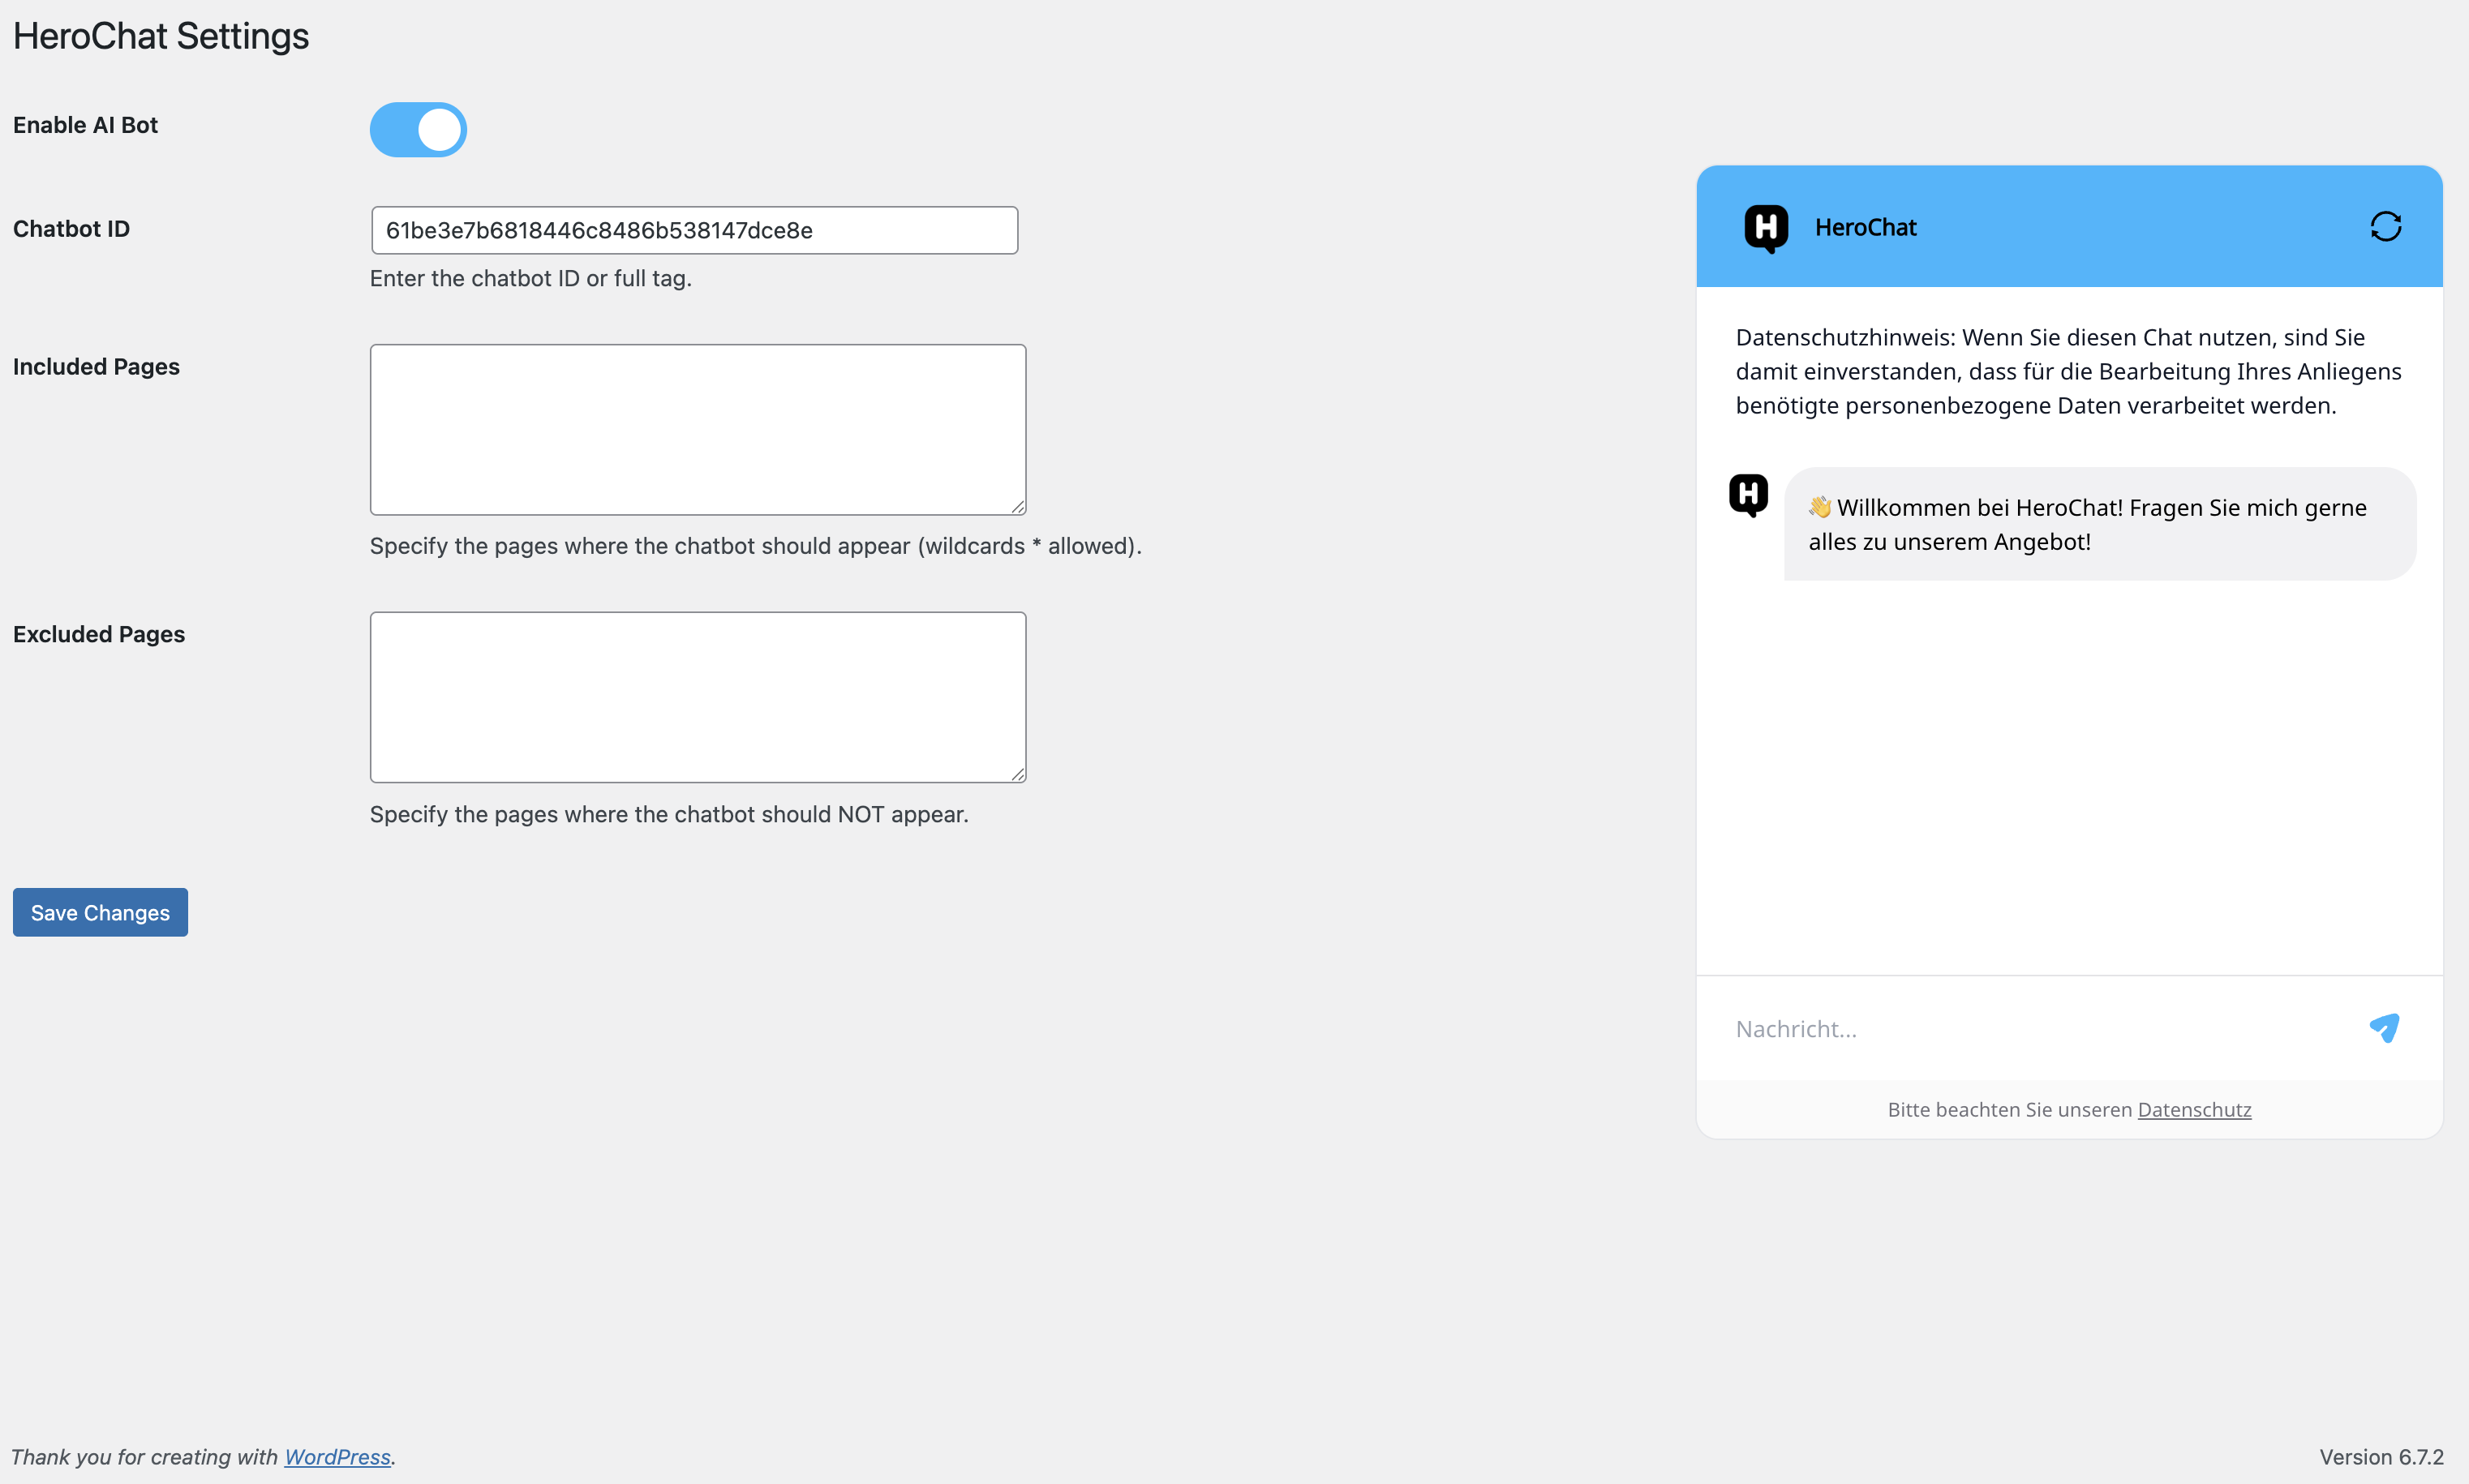 HeroChat Settings
Enable AI Bot
Chatbot ID
61be3e7b6818446c8486b538147dce8e
Enter the chatbot ID or full tag.
Included Pages
Specify the pages where the chatbot should appear (wildcards * allowed).
Excluded Pages
Specify the pages where the chatbot should NOT appear.
Save Changes
H HeroChat
Datenschutzhinweis: Wenn Sie diesen Chat nutzen, sind Sie
damit einverstanden, dass für die Bearbeitung Ihres Anliegens
benötigte personenbezogene Daten verarbeitet werden.
H
👋 Willkommen bei HeroChat! Fragen Sie mich gerne
alles zu unserem Angebot!
Nachricht...
Bitte beachten Sie unseren Datenschutz
Thank you for creating with WordPress.
Version 6.7.2